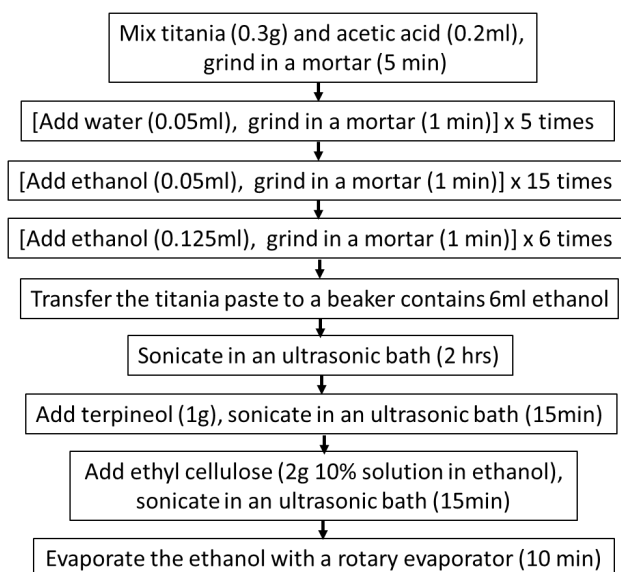 Mix titania (0.3g) and acetic acid (0.2ml),
grind in a mortar (5 min)
[Add water (0.05ml), grind in a mortar (1 min)] x 5 times
[Add ethanol (0.05ml), grind in a mortar (1 min)] x 15 times
[Add ethanol (0.125ml), grind in a mortar (1 min)] x 6 times
Transfer the titania paste to a beaker contains 6ml ethanol
Sonicate in an ultrasonic bath (2 hrs)
Add terpineol (1g), sonicate in an ultrasonic bath (15min)
Add ethyl cellulose (2g 10% solution in ethanol),
sonicate in an ultrasonic bath (15min)
Evaporate the ethanol with a rotary evaporator (10 min)